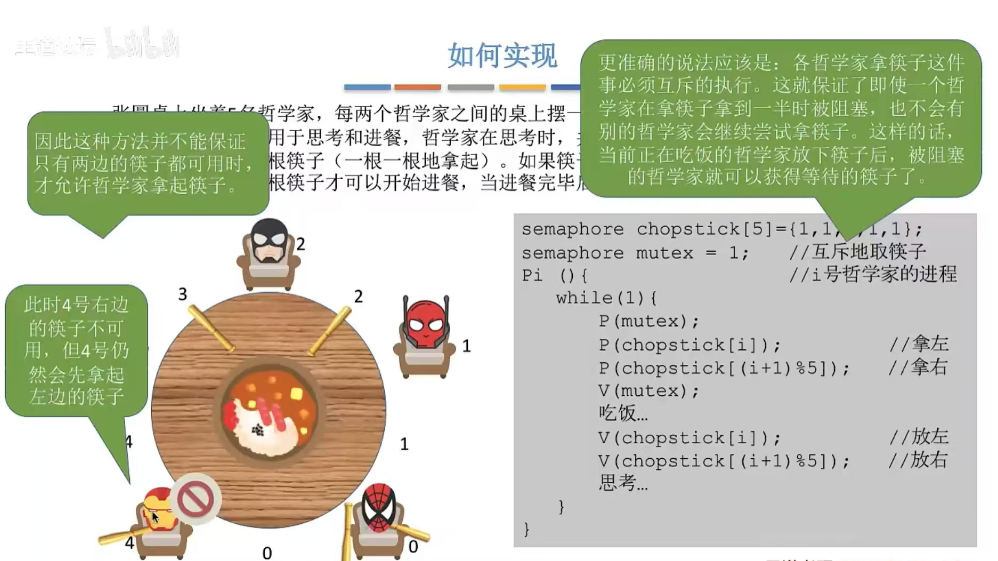 bilibili
如何实现
张圆桌上坐着5名哲学家，每两个哲学家之间的桌上摆一
用于思考和进餐，哲学家在思考时，
根筷子（一根一根地拿起）。如果筷
根筷子才可以开始进餐，当进餐完毕后
因此这种方法并不能保证
只有两边的筷子都可用时，
才允许哲学家拿起筷子。
更准确的说法应该是：各哲学家拿筷子这件
事必须互斥的执行。这就保证了即使一个哲
学家在拿筷子拿到一半时被阻塞，也不会有
别的哲学家会继续尝试拿筷子。这样的话，
当前正在吃饭的哲学家放下筷子后，被阻塞
的哲学家就可以获得等待的筷子了。
此时4号右边
的筷子不可
用，但4号仍
然会先拿起
左边的筷子
2
3
2
1
1
4
4
0
0
semaphore chopstick[5]={1,1,1,1};
semaphore mutex = 1; //互斥地取筷子
Pi (){ //i号哲学家的进程
while(1){
P(mutex);
P(chopstick[i]); //拿左
P(chopstick[(i+1)%5]); //拿右
V(mutex);
吃饭…
V(chopstick[i]); //放左
V(chopstick[(i+1)%5]); //放右
思考…
}
}